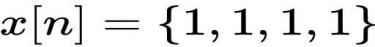 x[n] = {1, 1, 1, 1}